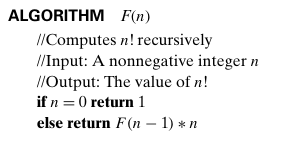 ALGORITHM F(n)
//Computes n! recursively
//Input: A nonnegative integer n
//Output: The value of n!
if n = 0 return 1
else return F(n − 1) ∗ n